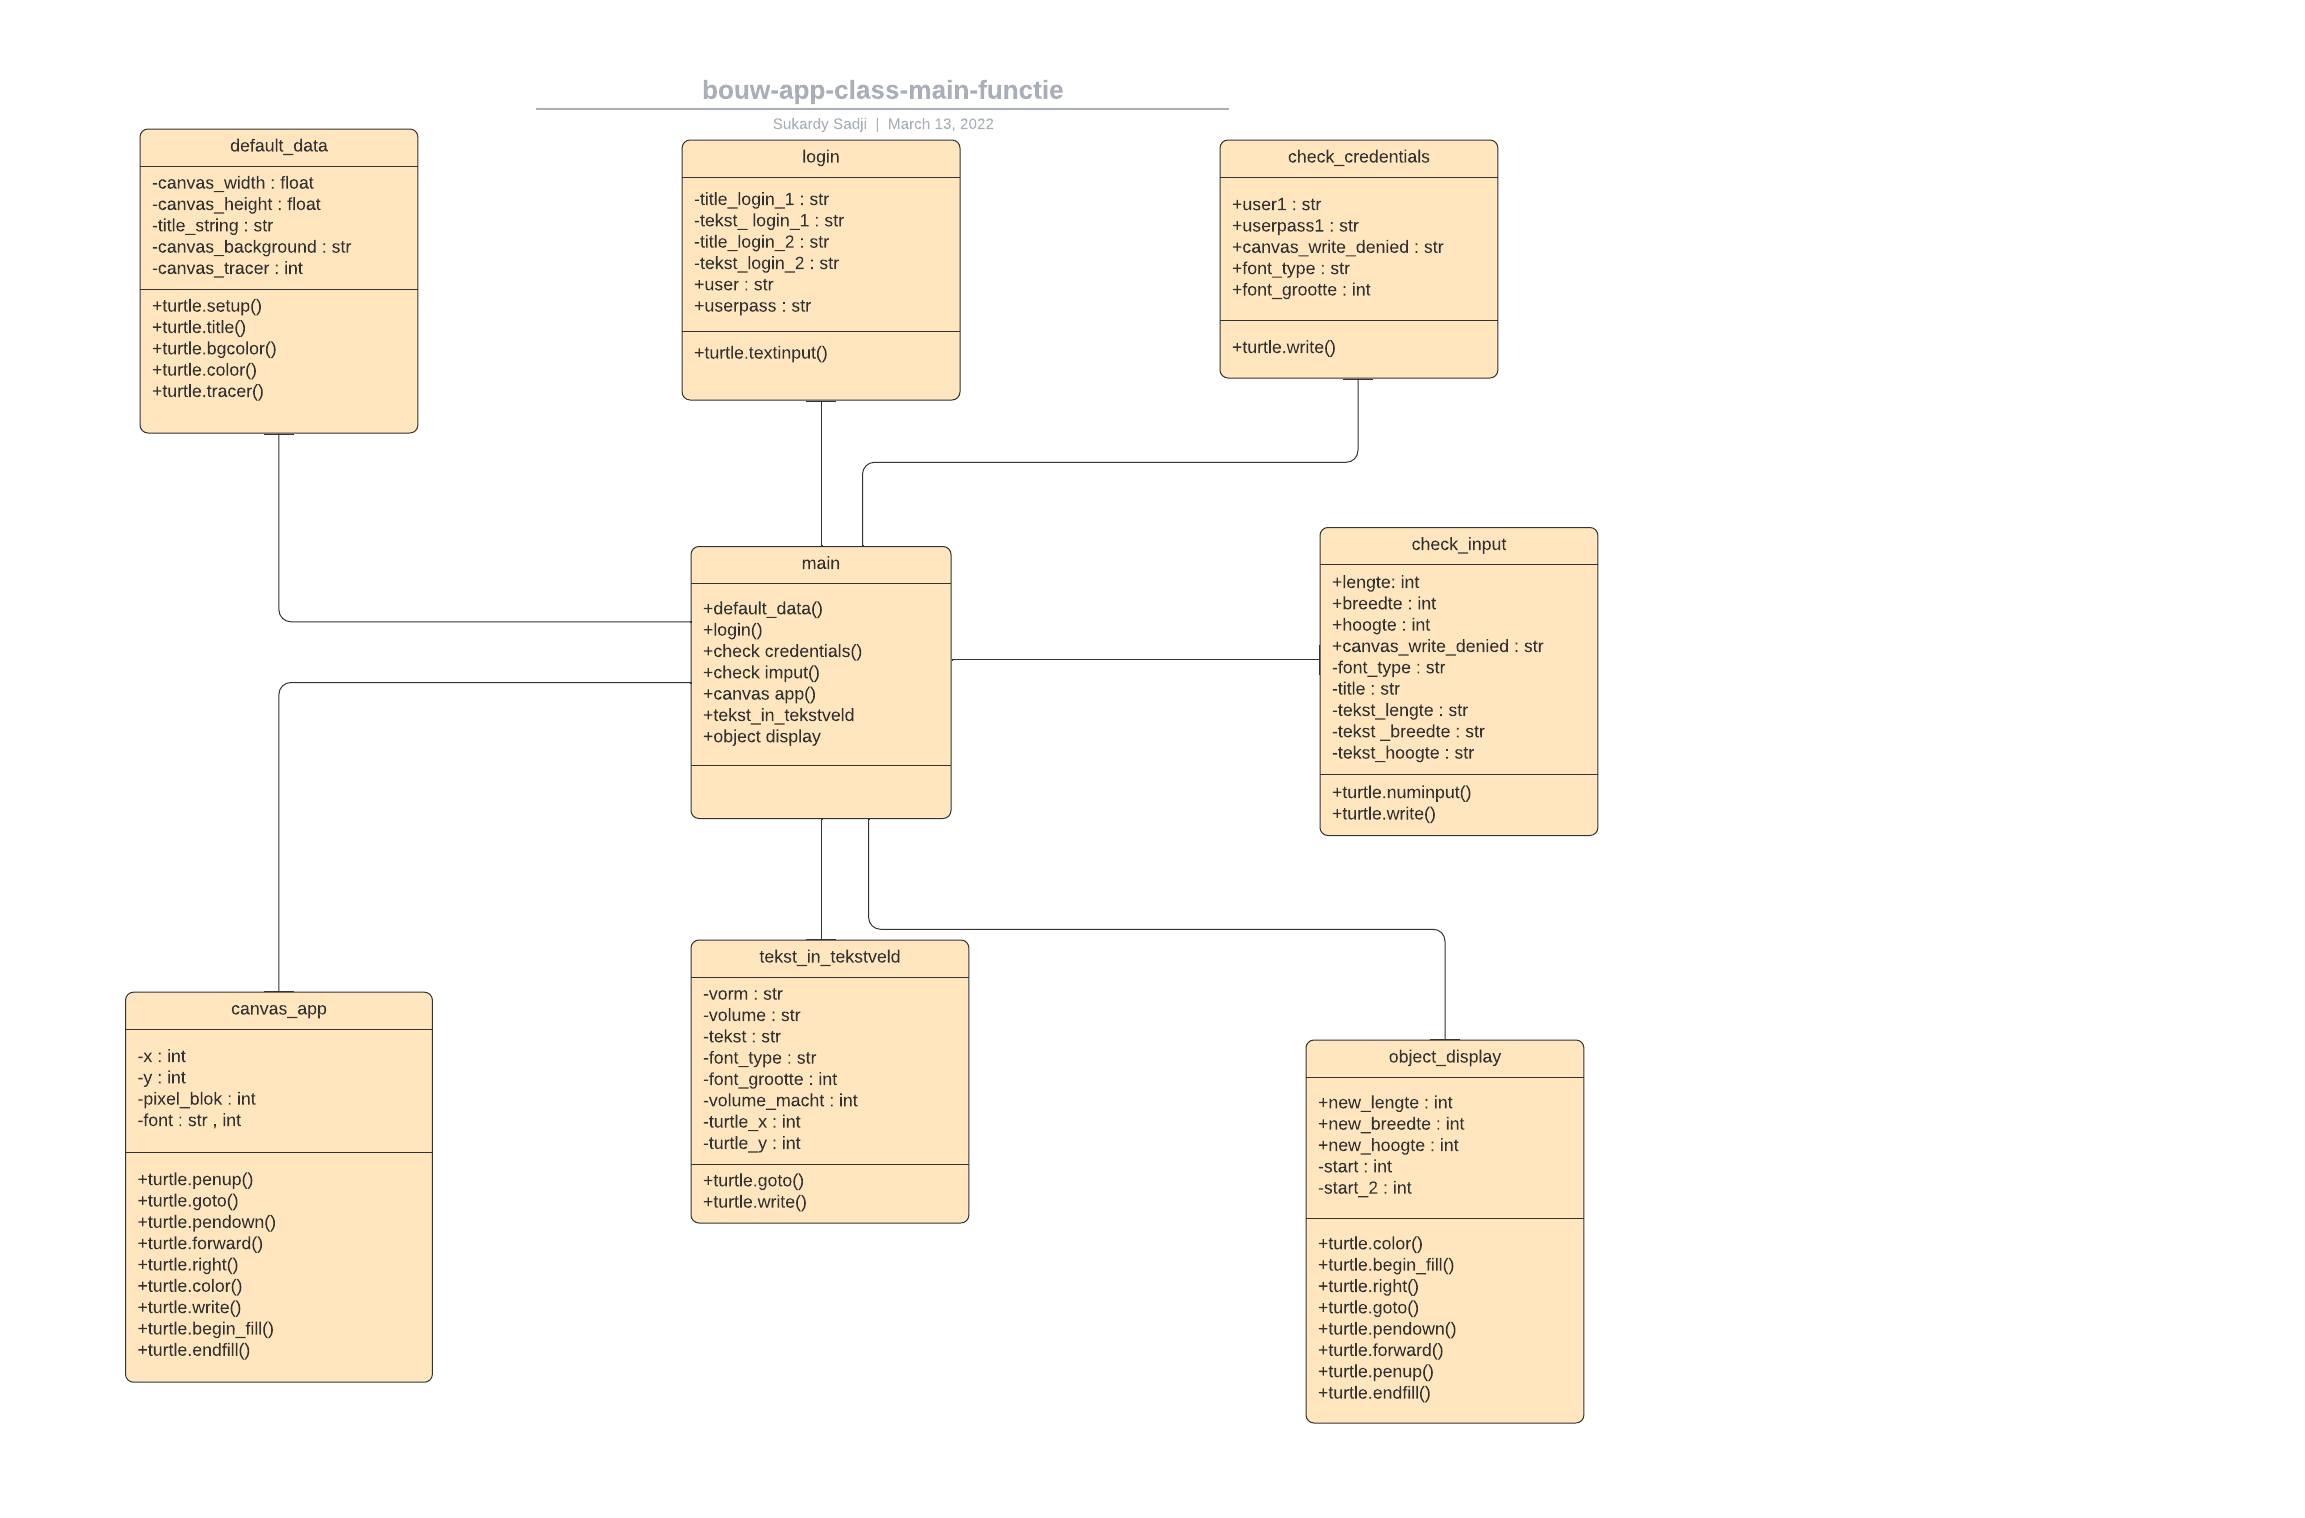 bouw-app-class-main-functie
Sukardy Sadji | March 13, 2022
default_data
-canvas_width : float
-canvas_height : float
-title_string : str
-canvas_background : str
-canvas_tracer : int
+turtle.setup()
+turtle.title()
+turtle.bgcolor()
+turtle.color()
+turtle.tracer()
login
-title_login_1 : str
-tekst_ login_1 : str
-title_login_2 : str
-tekst_login_2 : str
+user : str
+userpass : str
+turtle.textinput()
check_credentials
+user1 : str
+userpass1 : str
+canvas_write_denied : str
+font_type : str
+font_grootte : int
+turtle.write()
main
+default_data()
+login()
+check credentials()
+check imput()
+canvas app()
+tekst_in_tekstveld
+object display
check_input
+lengte: int
+breedte : int
+hoogte : int
+canvas_write_denied : str
-font_type : str
-title : str
-tekst_lengte : str
-tekst _breedte : str
-tekst_hoogte : str
+turtle.numinput()
+turtle.write()
canvas_app
-x : int
-y : int
-pixel_blok : int
-font : str , int
+turtle.penup()
+turtle.goto()
+turtle.pendown()
+turtle.forward()
+turtle.right()
+turtle.color()
+turtle.write()
+turtle.begin_fill()
+turtle.endfill()
tekst_in_tekstveld
-vorm : str
-volume : str
-tekst : str
-font_type : str
-font_grootte : int
-volume_macht : int
-turtle_x : int
-turtle_y : int
+turtle.goto()
+turtle.write()
object_display
+new_lengte : int
+new_breedte : int
+new_hoogte : int
-start : int
-start_2 : int
+turtle.color()
+turtle.begin_fill()
+turtle.right()
+turtle.goto()
+turtle.pendown()
+turtle.forward()
+turtle.penup()
+turtle.endfill()